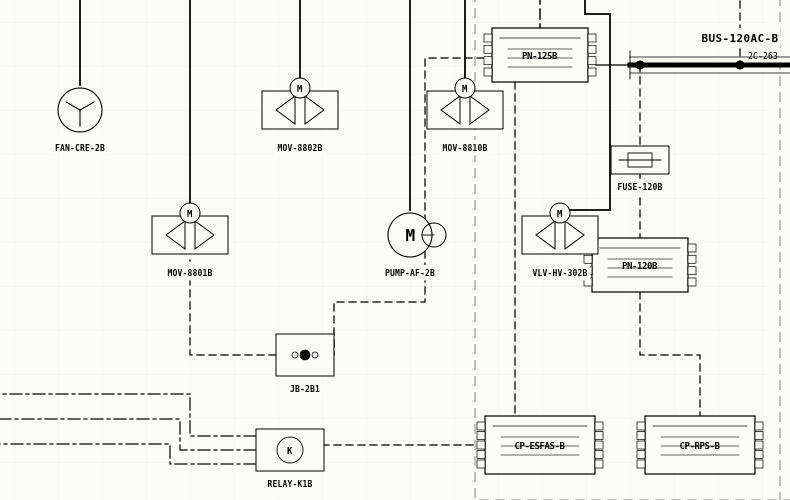 BUS-120AC-B
2C-263
PN-125B
M
M
FAN-CRE-2B
MOV-8802B
MOV-8810B
FUSE-120B
M
M
M
MOV-8801B
PUMP-AF-2B
VLV-HV-302B
PN-120B
JB-2B1
K
RELAY-K1B
CP-ESFAS-B
CP-RPS-B